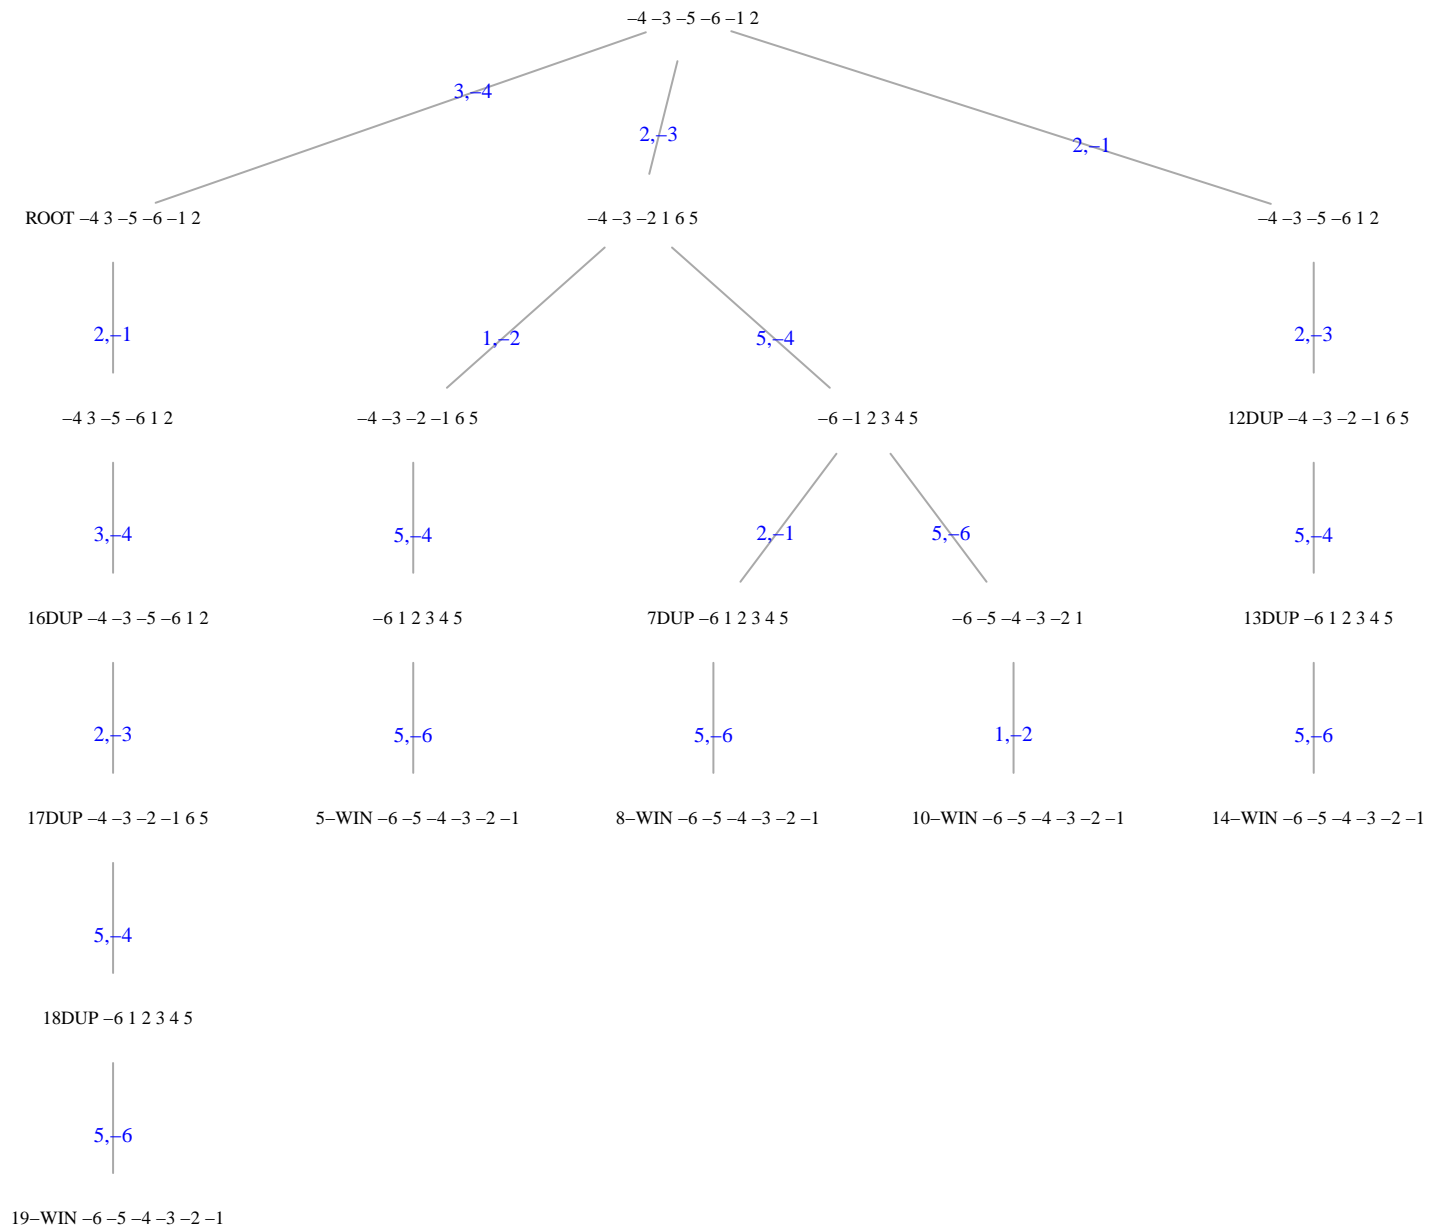 –4 –3 –5 –6 –1 2
3,–4
2,–3
2,–1
ROOT –4 3 –5 –6 –1 2
–4 –3 –2 1 6 5
–4 –3 –5 –6 1 2
2,–1
1,–2
5,–4
2,–3
–4 3 –5 –6 1 2
–4 –3 –2 –1 6 5
–6 –1 2 3 4 5
12DUP –4 –3 –2 –1 6 5
3,–4
5,–4
2,–1
5,–6
5,–4
16DUP –4 –3 –5 –6 1 2
–6 1 2 3 4 5
7DUP –6 1 2 3 4 5
–6 –5 –4 –3 –2 1
13DUP –6 1 2 3 4 5
2,–3
5,–6
5,–6
1,–2
5,–6
17DUP –4 –3 –2 –1 6 5
5–WIN –6 –5 –4 –3 –2 –1
8–WIN –6 –5 –4 –3 –2 –1
10–WIN –6 –5 –4 –3 –2 –1
14–WIN –6 –5 –4 –3 –2 –1
5,–4
18DUP –6 1 2 3 4 5
5,–6
19–WIN –6 –5 –4 –3 –2 –1